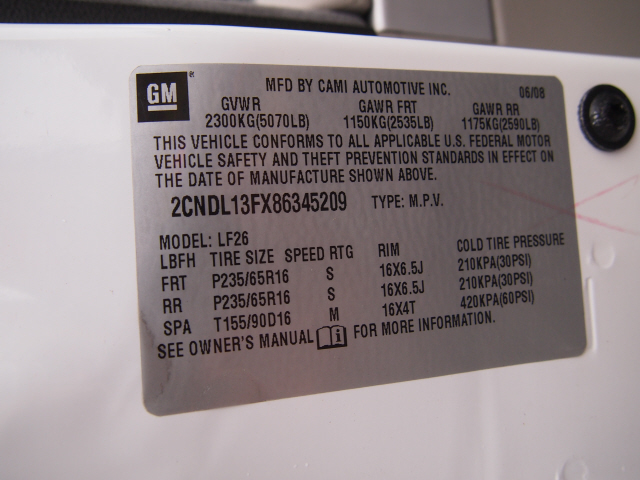 GM ®
MFD BY CAMI AUTOMOTIVE INC. 06/08
GVWR GAWR FRT GAWR RR
2300KG(5070LB) 1150KG(2535LB) 1175KG(2590LB)
THIS VEHICLE CONFORMS TO ALL APPLICABLE U.S. FEDERAL MOTOR
VEHICLE SAFETY AND THEFT PREVENTION STANDARDS IN EFFECT ON
THE DATE OF MANUFACTURE SHOWN ABOVE.
2CNDL13FX86345209 TYPE: M.P.V.
MODEL: LF26
LBFH TIRE SIZE SPEED RTG RIM COLD TIRE PRESSURE
FRT P235/65R16 S 16X6.5J 210KPA(30PSI)
RR P235/65R16 S 16X6.5J 210KPA(30PSI)
SPA T155/90D16 M 16X4T 420KPA(60PSI)
SEE OWNER'S MANUAL i FOR MORE INFORMATION.